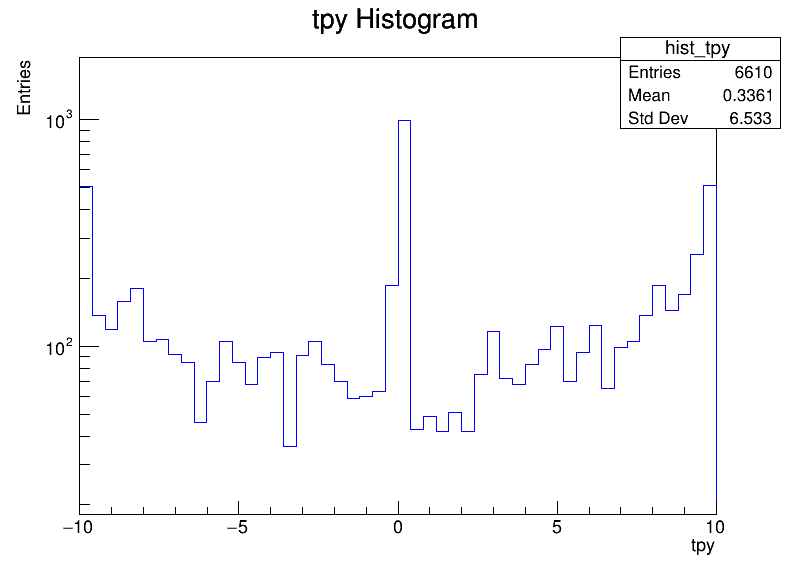 tpy Histogram
hist_tpy
Entries 6610
Mean 0.3361
Std Dev 6.533
Entries
10³
10²
−10 −5 0 5 10
tpy